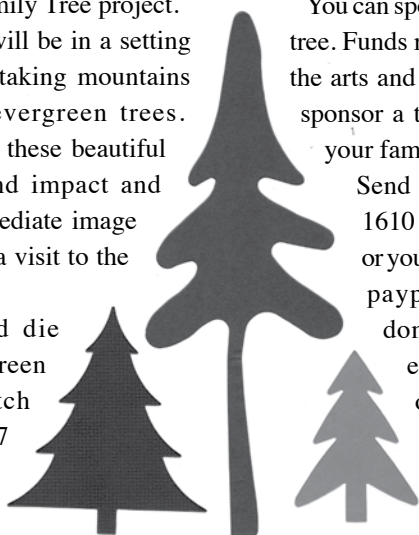 mily Tree project.
will be in a setting
taking mountains
evergreen trees.
these beautiful
nd impact and
ediate image
a visit to the
d die
reen
tch
7
You can spo
tree. Funds
the arts and
sponsor a t
your fam
Send
1610
or you
payp
don
e